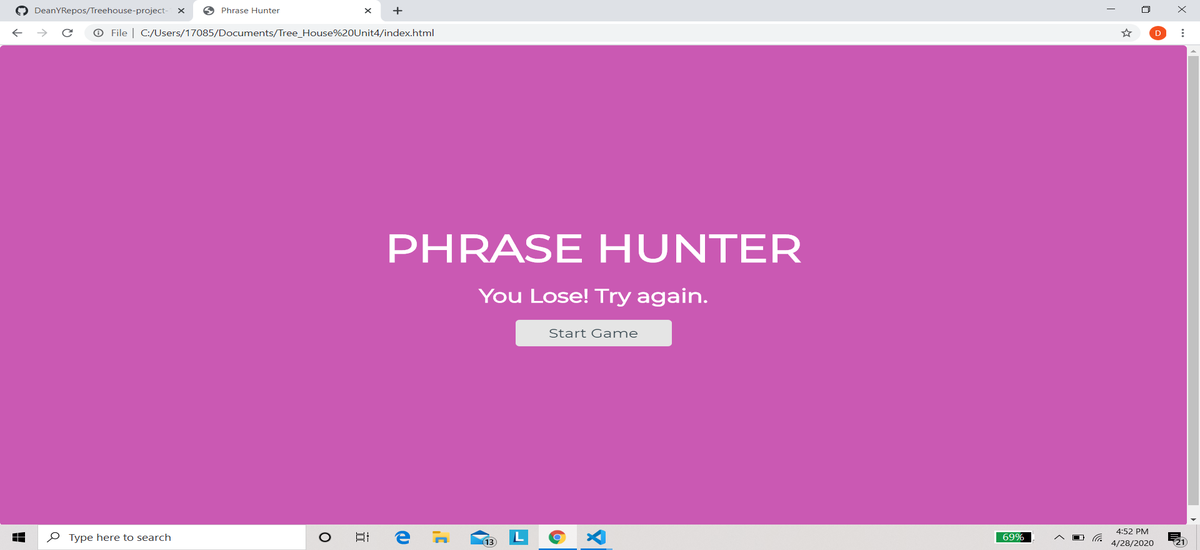 DeanYRepos/Treehouse-project-
Phrase Hunter
File | C:/Users/17085/Documents/Tree_House%20Unit4/index.html
D
PHRASE HUNTER
You Lose! Try again.
Start Game
Type here to search
13
L
69%
4:52 PM
4/28/2020
21